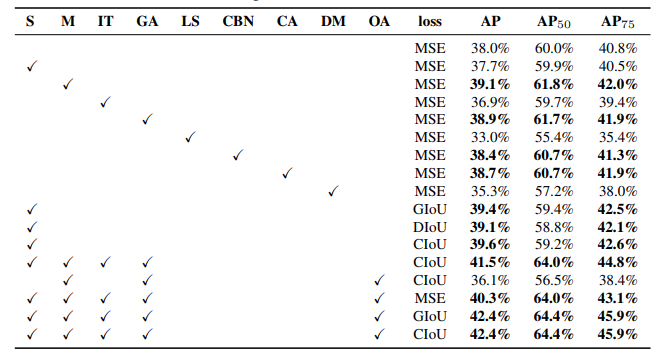 S M IT GA LS CBN CA DM OA loss AP AP50 AP75
MSE 38.0% 60.0% 40.8%
✓ MSE 37.7% 59.9% 40.5%
✓ MSE 39.1% 61.8% 42.0%
✓ MSE 36.9% 59.7% 39.4%
✓ MSE 38.9% 61.7% 41.9%
✓ MSE 33.0% 55.4% 35.4%
✓ MSE 38.4% 60.7% 41.3%
✓ MSE 38.7% 60.7% 41.9%
✓ MSE 35.3% 57.2% 38.0%
✓ GIoU 39.4% 59.4% 42.5%
✓ DIoU 39.1% 58.8% 42.1%
✓ CIoU 39.6% 59.2% 42.6%
✓ ✓ ✓ ✓ CIoU 41.5% 64.0% 44.8%
✓ ✓ ✓ CIoU 36.1% 56.5% 38.4%
✓ ✓ ✓ ✓ ✓ MSE 40.3% 64.0% 43.1%
✓ ✓ ✓ ✓ ✓ GIoU 42.4% 64.4% 45.9%
✓ ✓ ✓ ✓ ✓ CIoU 42.4% 64.4% 45.9%